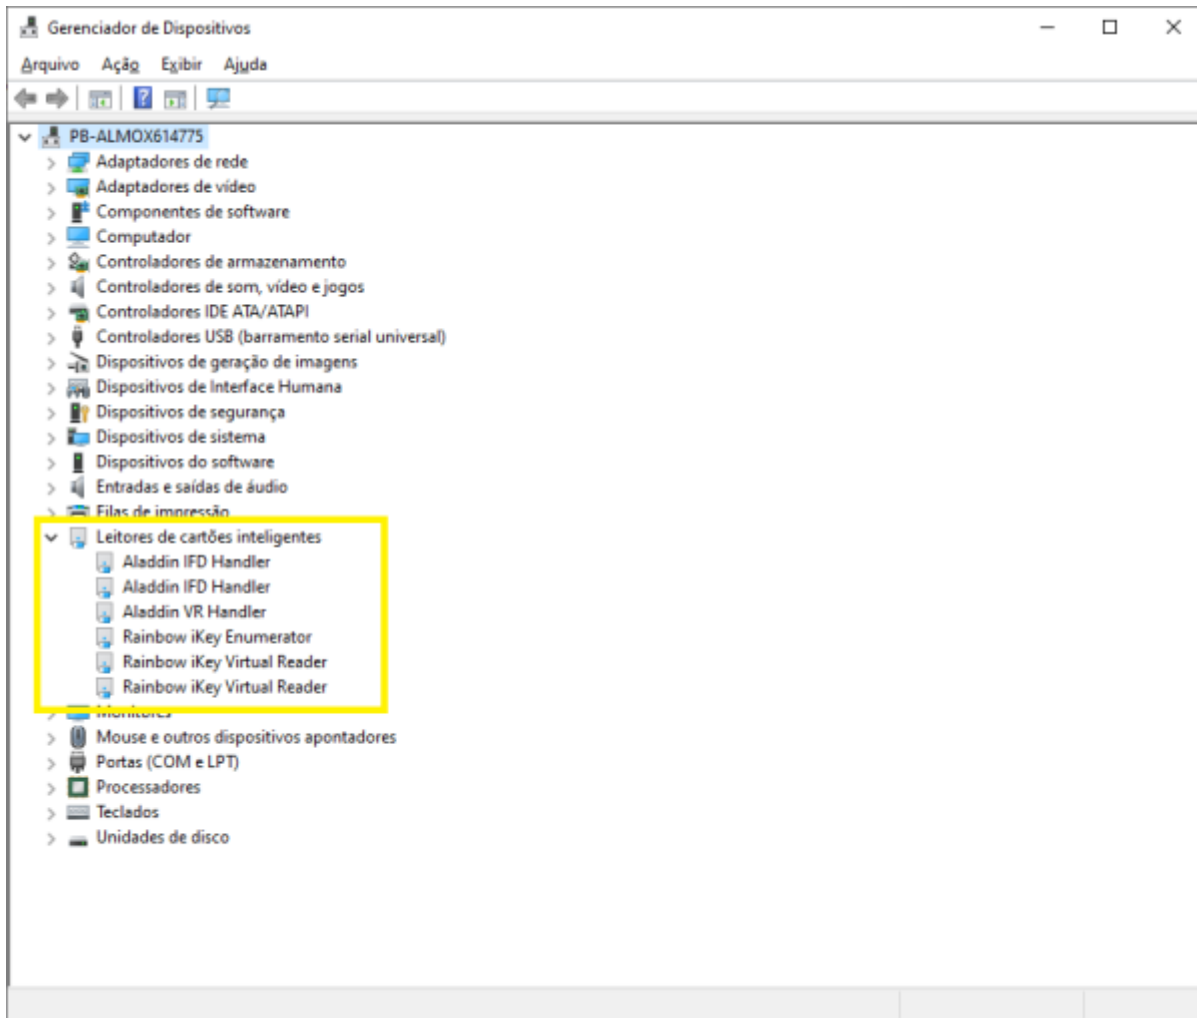 Gerenciador de Dispositivos
Arquivo Ação Exibir Ajuda
PB-ALMOX614775
Adaptadores de rede
Adaptadores de vídeo
Componentes de software
Computador
Controladores de armazenamento
Controladores de som, vídeo e jogos
Controladores IDE ATA/ATAPI
Controladores USB (barramento serial universal)
Dispositivos de geração de imagens
Dispositivos de Interface Humana
Dispositivos de segurança
Dispositivos de sistema
Dispositivos do software
Entradas e saídas de áudio
Filas de impressão
Leitores de cartões inteligentes
Aladdin IFD Handler
Aladdin IFD Handler
Aladdin VR Handler
Rainbow iKey Enumerator
Rainbow iKey Virtual Reader
Rainbow iKey Virtual Reader
Monitores
Mouse e outros dispositivos apontadores
Portas (COM e LPT)
Processadores
Teclados
Unidades de disco